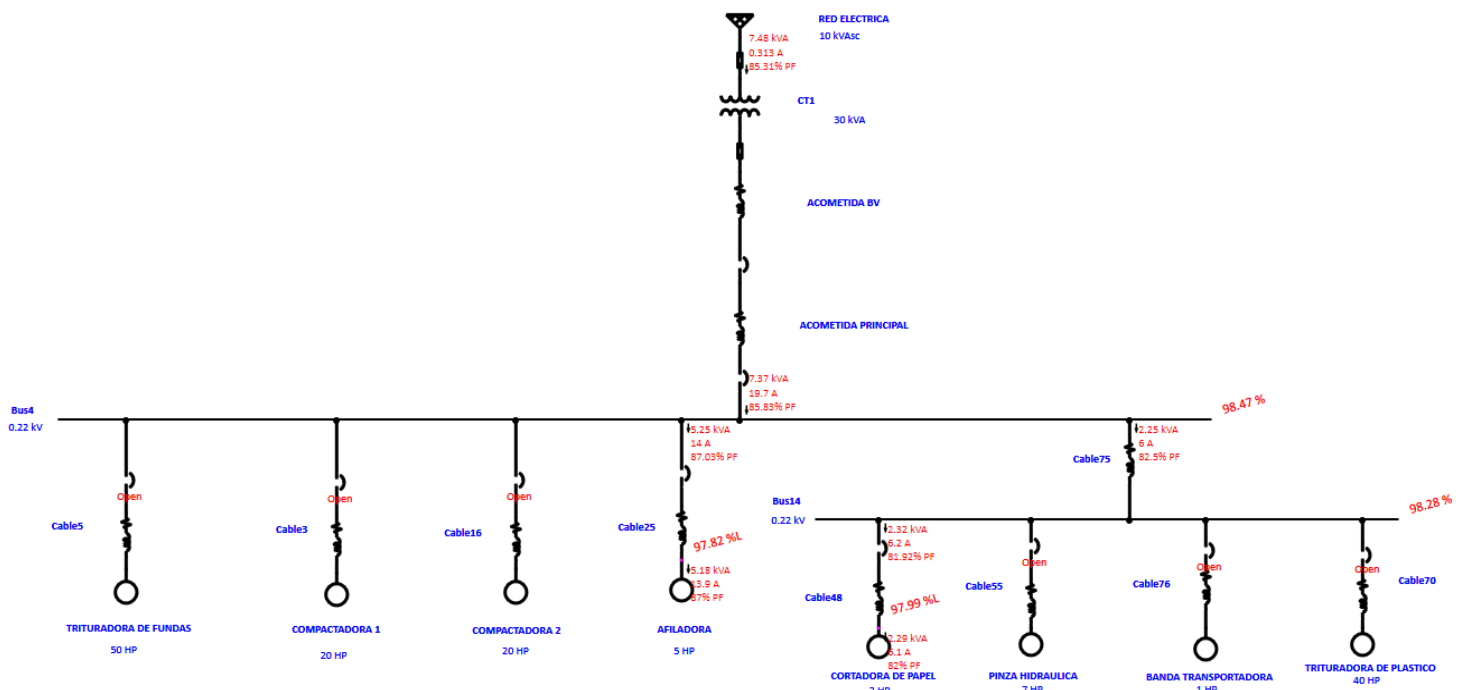 RED ELECTRICA
10 kVAsc
7.48 kVA
0.313 A
85.31% PF
CT1
30 kVA
ACOMETIDA BV
ACOMETIDA PRINCIPAL
7.37 kVA
19.7 A
85.83% PF
Bus4
0.22 kV
98.47 %
5.25 kVA
14 A
87.03% PF
2.25 kVA
6 A
82.5% PF
Cable75
Open
Open
Open
Cable5
Cable3
Cable16
Cable25
97.82 %L
5.18 kVA
13.9 A
87% PF
TRITURADORA DE FUNDAS
50 HP
COMPACTADORA 1
20 HP
COMPACTADORA 2
20 HP
AFILADORA
5 HP
Bus14
0.22 kV
98.28 %
2.32 kVA
6.2 A
81.92% PF
Open
Open
Open
Cable48
Cable55
Cable76
Cable70
97.99 %L
2.29 kVA
6.1 A
82% PF
CORTADORA DE PAPEL
PINZA HIDRAULICA
7 HP
BANDA TRANSPORTADORA
1 HP
TRITURADORA DE PLASTICO
40 HP